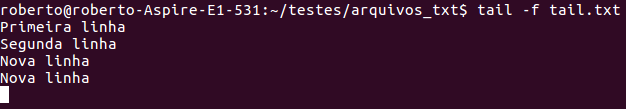 roberto@roberto-Aspire-E1-531:~/testes/arquivos_txt$ tail -f tail.txt
Primeira linha
Segunda linha
Nova linha
Nova linha